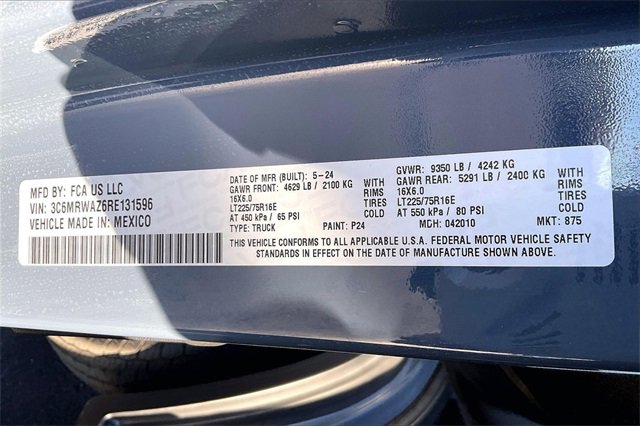 MFD BY: FCA US LLC
VIN: 3C6MRWAZ6RE131596
VEHICLE MADE IN: MEXICO
DATE OF MFR(BUILT): 5-24
GAWR FRONT: 4629 LB / 2100 KG
16X6.0
LT225/75R16E
AT 450 kPa / 65 PSI
TYPE: TRUCK
WITH
RIMS
TIRES
COLD
PAINT: P24
GVWR: 9350 LB / 4242 KG
GAWR REAR: 5291 LB / 2400 KG
16X6.0
LT225/75R16E
AT 550 kPa / 80 PSI
MDH: 042010
WITH
RIMS
TIRES
COLD
MKT: 875
THIS VEHICLE CONFORMS TO ALL APPLICABLE U.S.A. FEDERAL MOTOR VEHICLE SAFETY
STANDARDS IN EFFECT ON THE DATE OF MANUFACTURE SHOWN ABOVE.